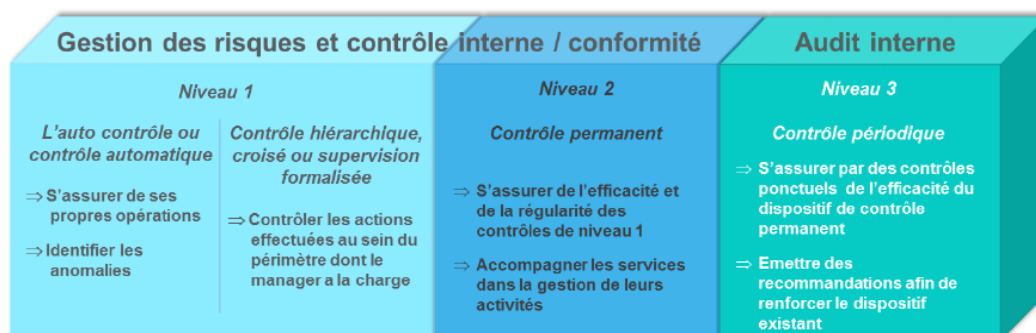 Gestion des risques et contrôle interne / conformité
Audit interne
Niveau 1
L'auto contrôle ou
contrôle automatique
⇒ S'assurer de ses
propres opérations
⇒ Identifier les
anomalies
Contrôle hiérarchique,
croisé ou supervision
formalisée
⇒ Contrôler les actions
effectuées au sein du
périmètre dont le
manager a la charge
Niveau 2
Contrôle permanent
⇒ S'assurer de l'efficacité et
de la régularité des
contrôles de niveau 1
⇒ Accompagner les services
dans la gestion de leurs
activités
Niveau 3
Contrôle périodique
⇒ S'assurer par des contrôles
ponctuels de l'efficacité du
dispositif de contrôle
permanent
⇒ Emettre des
recommandations afin de
renforcer le dispositif
existant